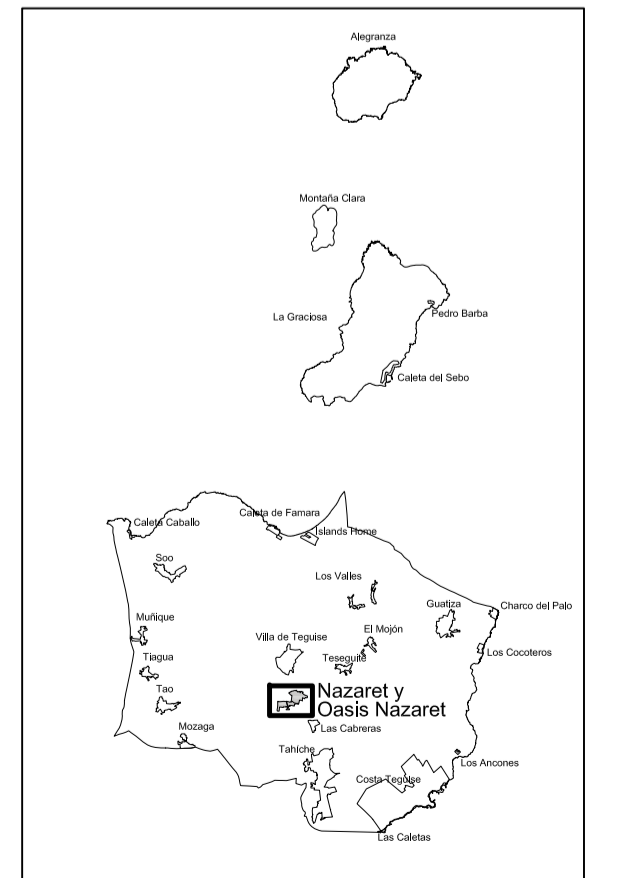 Alegranza
Montaña Clara
La Graciosa
Pedro Barba
Caleta del Sebo
Caleta de Famara
Caleta Caballo
Islands Home
Soo
Los Valles
Guatiza
Charco del Palo
Muñique
El Mojón
Villa de Teguise
Los Cocoteros
Tiagua
Teseguite
Tao
Nazaret y
Oasis Nazaret
Mozaga
Las Cabreras
Tahíche
Los Ancones
Costa Teguise
Las Caletas